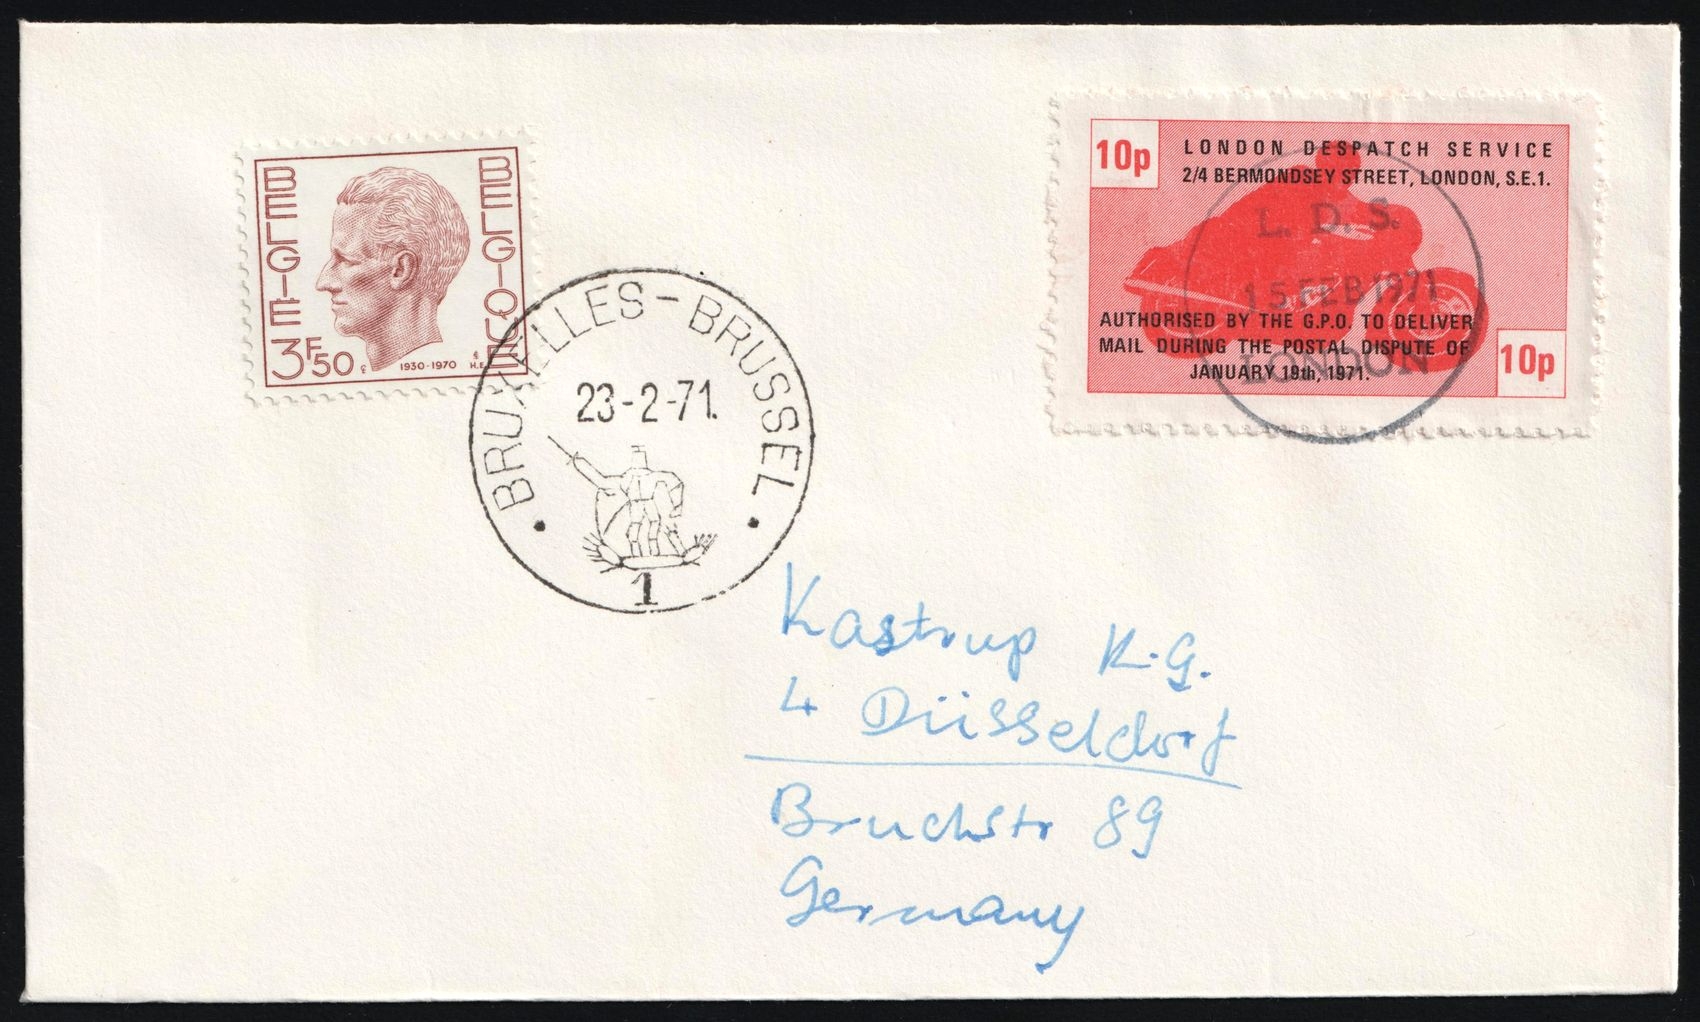 BELGIE
BELGIQUE
3F50
1930-1970
BRUXELLES - BRUSSEL
23-2-71.
1
10p
LONDON DESPATCH SERVICE
2/4 BERMONDSEY STREET, LONDON, S.E.1.
L. D. S.
15 FEB 1971
LONDON
AUTHORISED BY THE G.P.O. TO DELIVER
MAIL DURING THE POSTAL DISPUTE OF
JANUARY 19th, 1971.
10p
Kastrup K.G.
4 Düsseldorf
Bruchstr 89
Germany